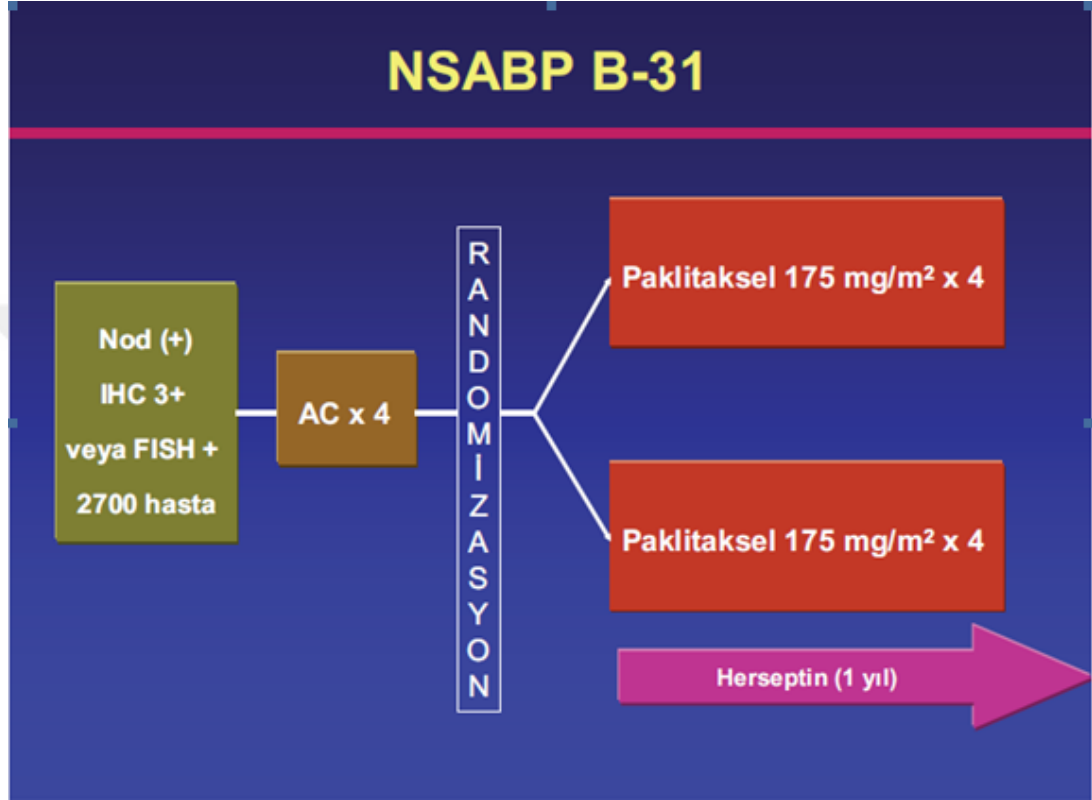 NSABP B-31
Nod (+)
IHC 3+
veya FISH +
2700 hasta
AC x 4
R
A
N
D
O
M
İ
Z
A
S
Y
O
N
Paklitaksel 175 mg/m² x 4
Paklitaksel 175 mg/m² x 4
Herseptin (1 yıl)